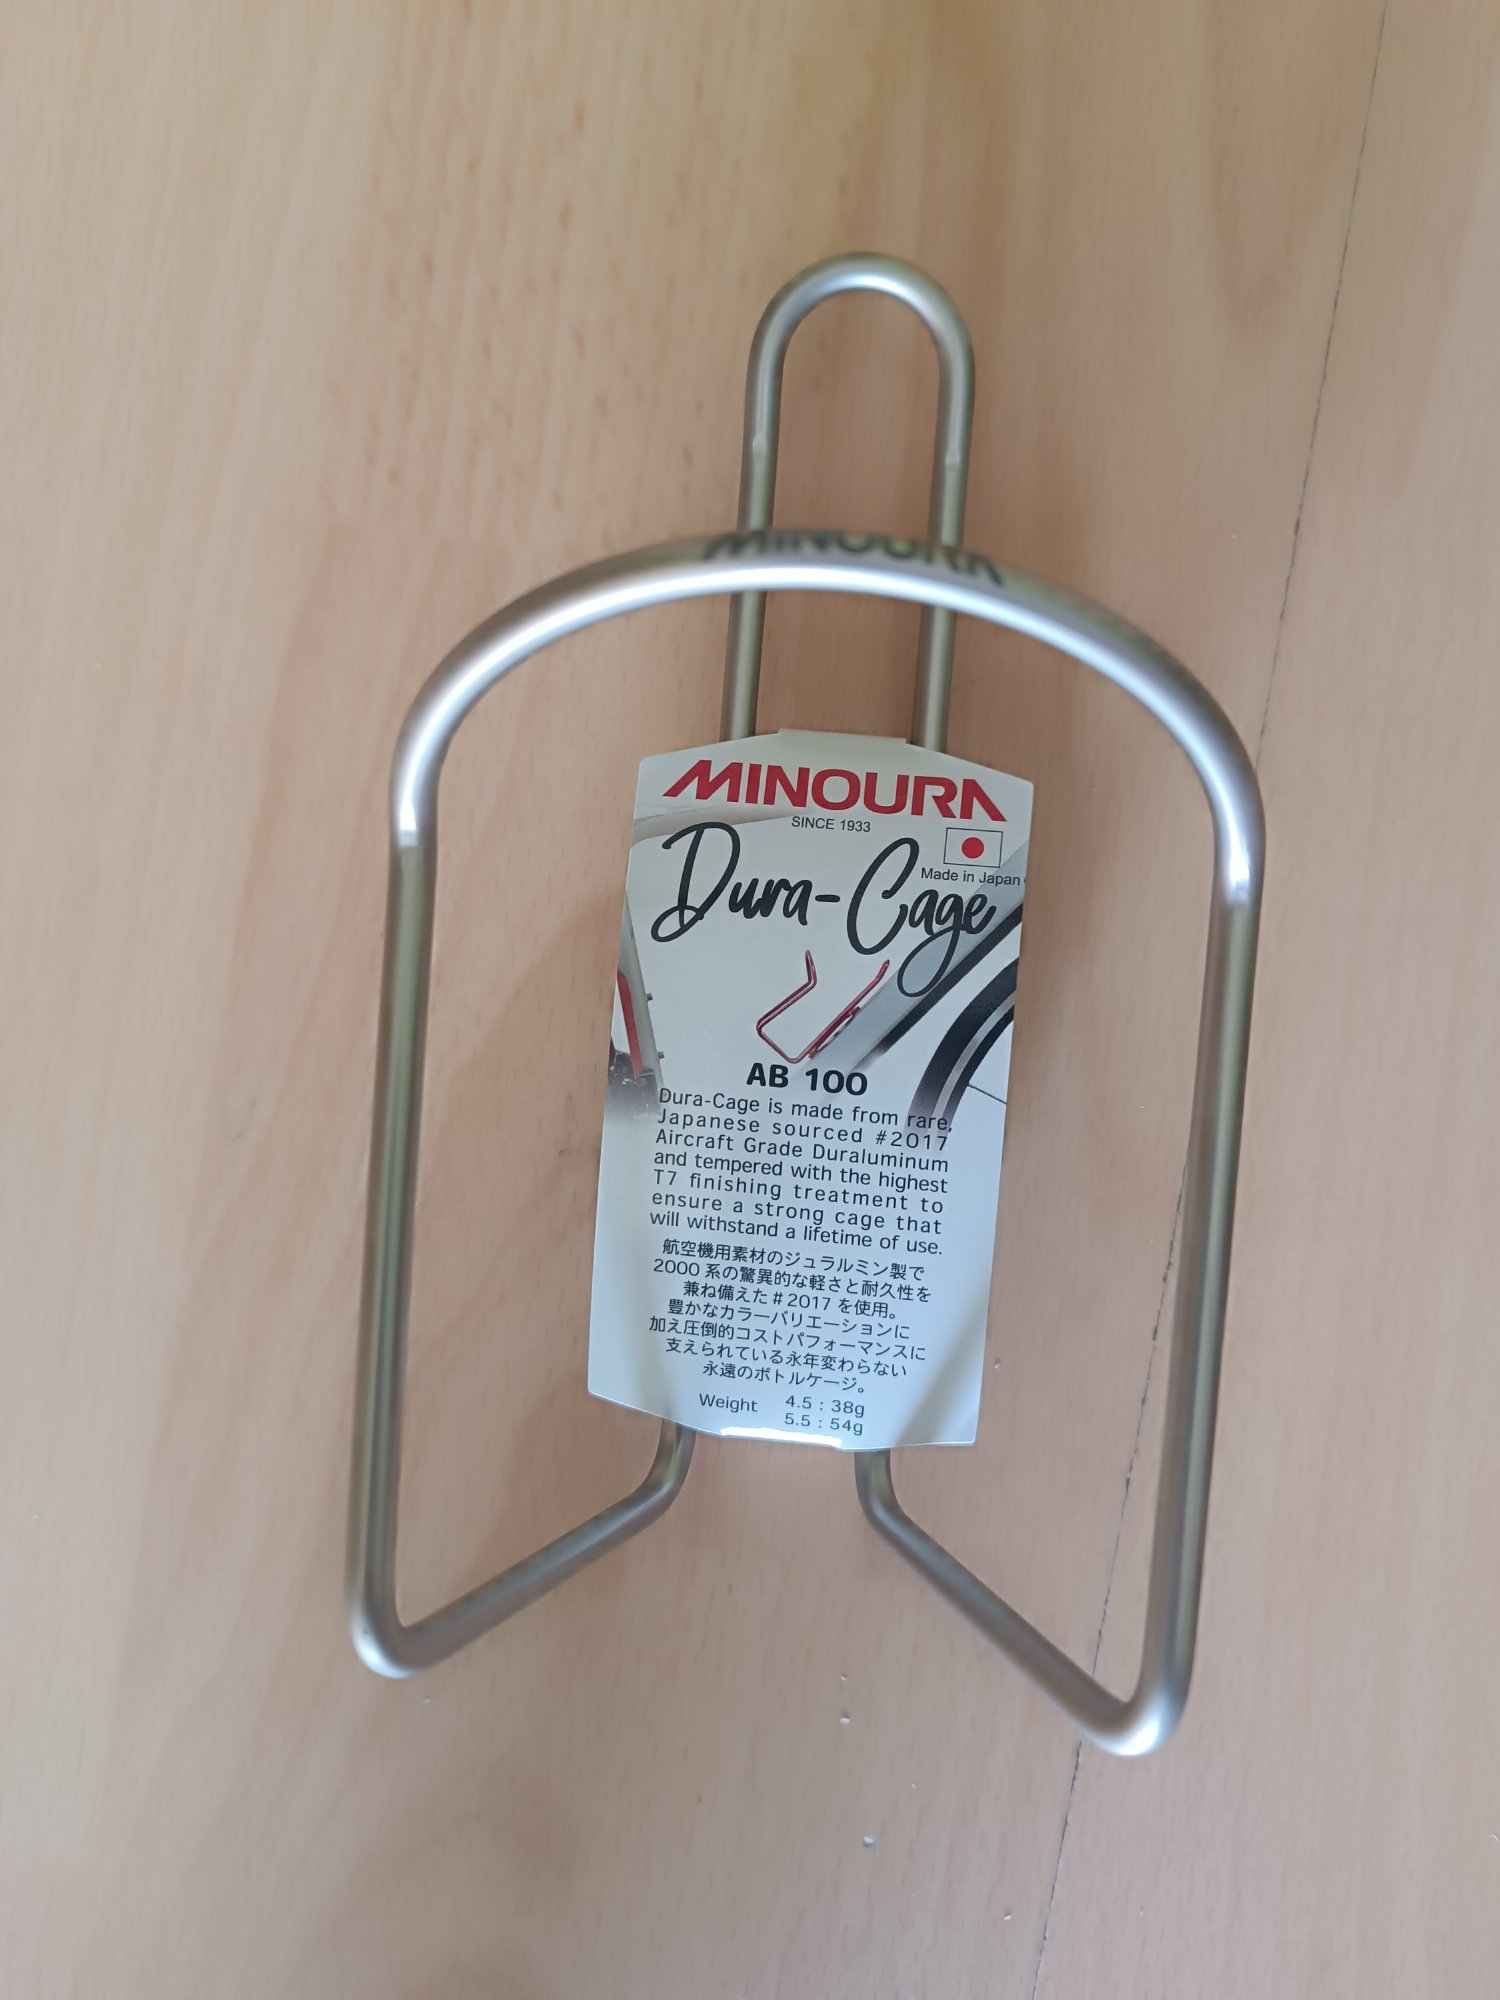 MINOURA
MINOURA
SINCE 1933
Made in Japan
Dura-Cage
AB 100
Dura-Cage is made from rare,
Japanese sourced #2017
Aircraft Grade Duraluminum
and tempered with the highest
T7 finishing treatment to
ensure a strong cage that
will withstand a lifetime of use.
航空機用素材のジュラルミン製で
2000 系の驚異的な軽さと耐久性を
兼ね備えた # 2017 を使用。
豊かなカラーバリエーションに
加え圧倒的コストパフォーマンスに
支えられている永年変わらない
永遠のボトルケージ。
Weight 4.5 : 38g
5.5 : 54g